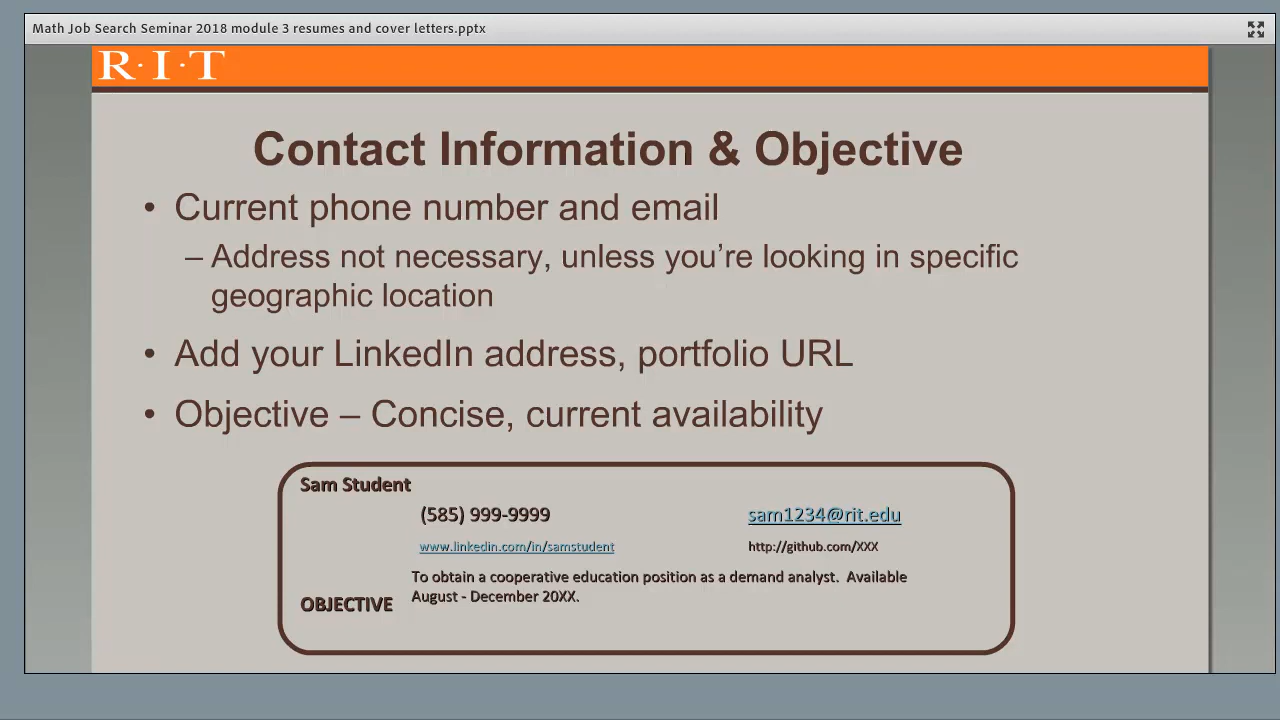 Math Job Search Seminar 2018 module 3 resumes and cover letters.pptx
R·I·T
Contact Information & Objective
• Current phone number and email
– Address not necessary, unless you’re looking in specific
geographic location
• Add your LinkedIn address, portfolio URL
• Objective – Concise, current availability
Sam Student
(585) 999-9999 sam1234@rit.edu
www.linkedin.com/in/samstudent http://github.com/XXX
To obtain a cooperative education position as a demand analyst. Available
August - December 20XX.
OBJECTIVE